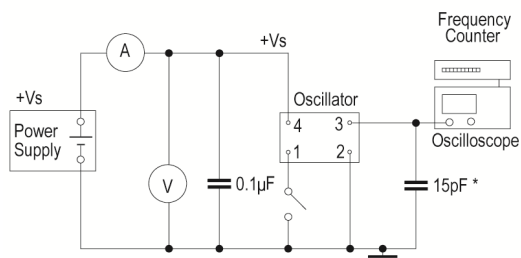 Frequency
Counter
A
+Vs
+Vs
Oscillator
Power
Supply
4
3
Oscilloscope
1
2
V
0.1µF
15pF *